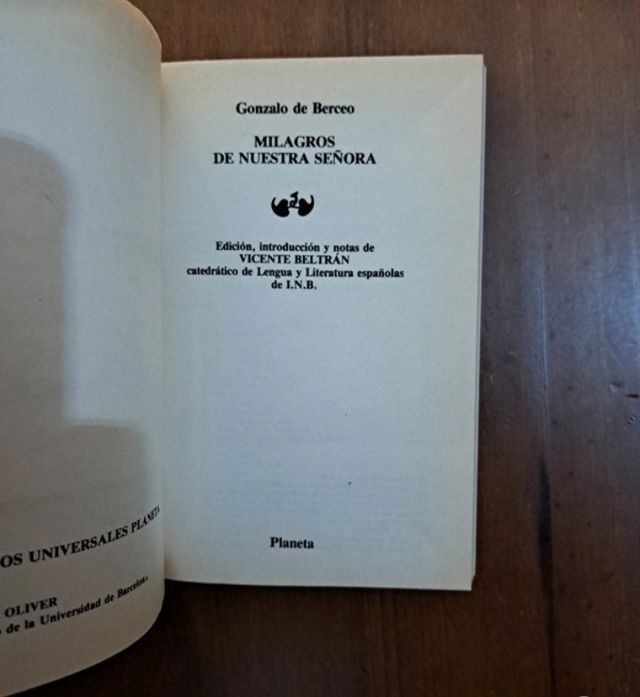 OS UNIVERSALES PLANETA
OLIVER
de la Universidad de Barcelona
Gonzalo de Berceo
MILAGROS
DE NUESTRA SEÑORA
Edición, introducción y notas de
VICENTE BELTRÁN
catedrático de Lengua y Literatura españolas
de I.N.B.
Planeta